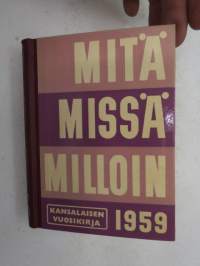 MITÄ
MISSÄ
MILLOIN
KANSALAISEN
VUOSIKIRJA
1959